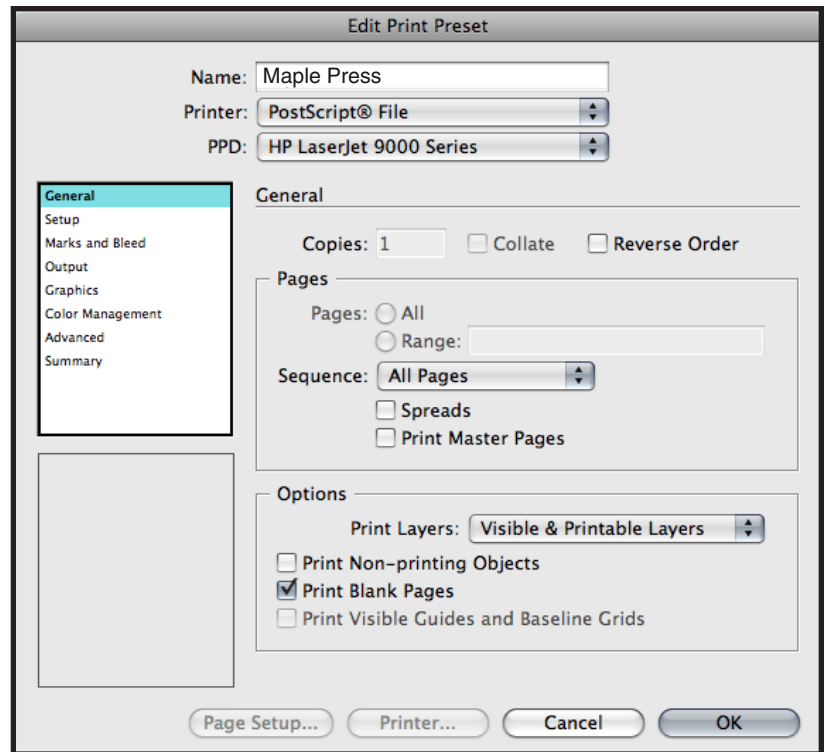 Edit Print Preset
Name: Maple Press
Printer: PostScript® File
PPD: HP LaserJet 9000 Series
General
Setup
Marks and Bleed
Output
Graphics
Color Management
Advanced
Summary
General
Copies: 1 Collate Reverse Order
Pages
Pages: All
Range:
Sequence: All Pages
Spreads
Print Master Pages
Options
Print Layers: Visible & Printable Layers
Print Non-printing Objects
Print Blank Pages
Print Visible Guides and Baseline Grids
Page Setup... Printer... Cancel OK